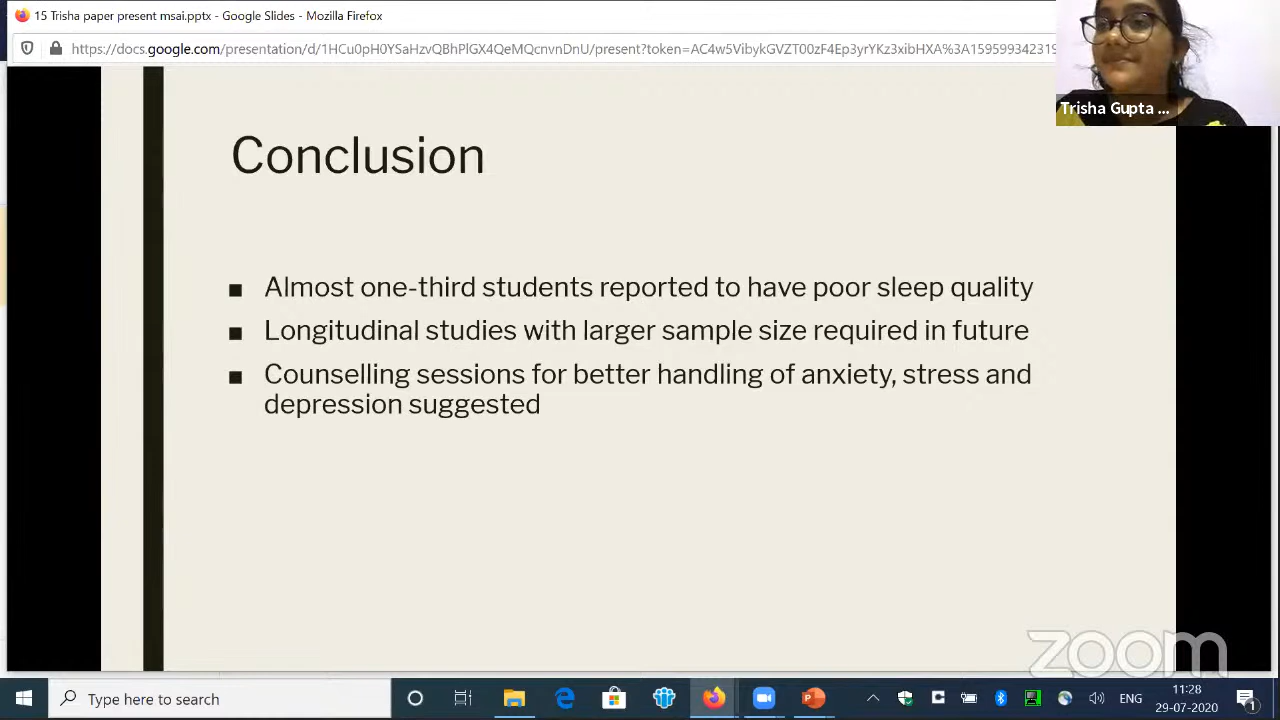 15 Trisha paper present msai.pptx - Google Slides - Mozilla Firefox
https://docs.google.com/presentation/d/1HCu0pH0YSaHzvQBhPlGX4QeMQcnvnDnU/present?token=AC4w5VibykGVZT00zF4Ep3yrYKz3xibHXA%3A1595993423 19
Trisha Gupta ...
Conclusion
■ Almost one-third students reported to have poor sleep quality
■ Longitudinal studies with larger sample size required in future
■ Counselling sessions for better handling of anxiety, stress and
depression suggested
zoom
Type here to search
ENG
11:28
29-07-2020
1